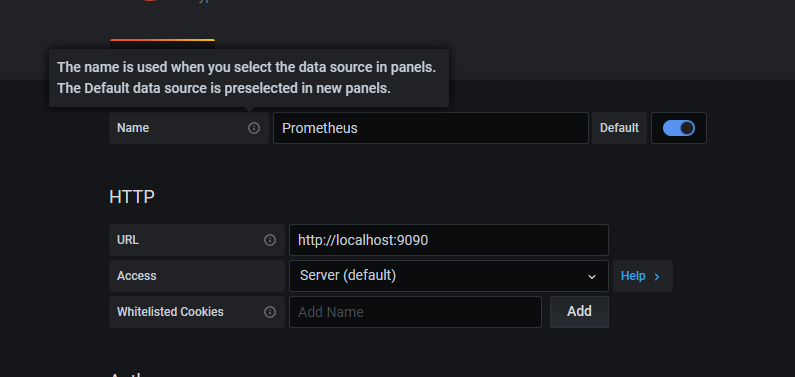 The name is used when you select the data source in panels.
The Default data source is preselected in new panels.
Name
Prometheus
Default
HTTP
URL
http://localhost:9090
Access
Server (default)
Help
Whitelisted Cookies
Add Name
Add